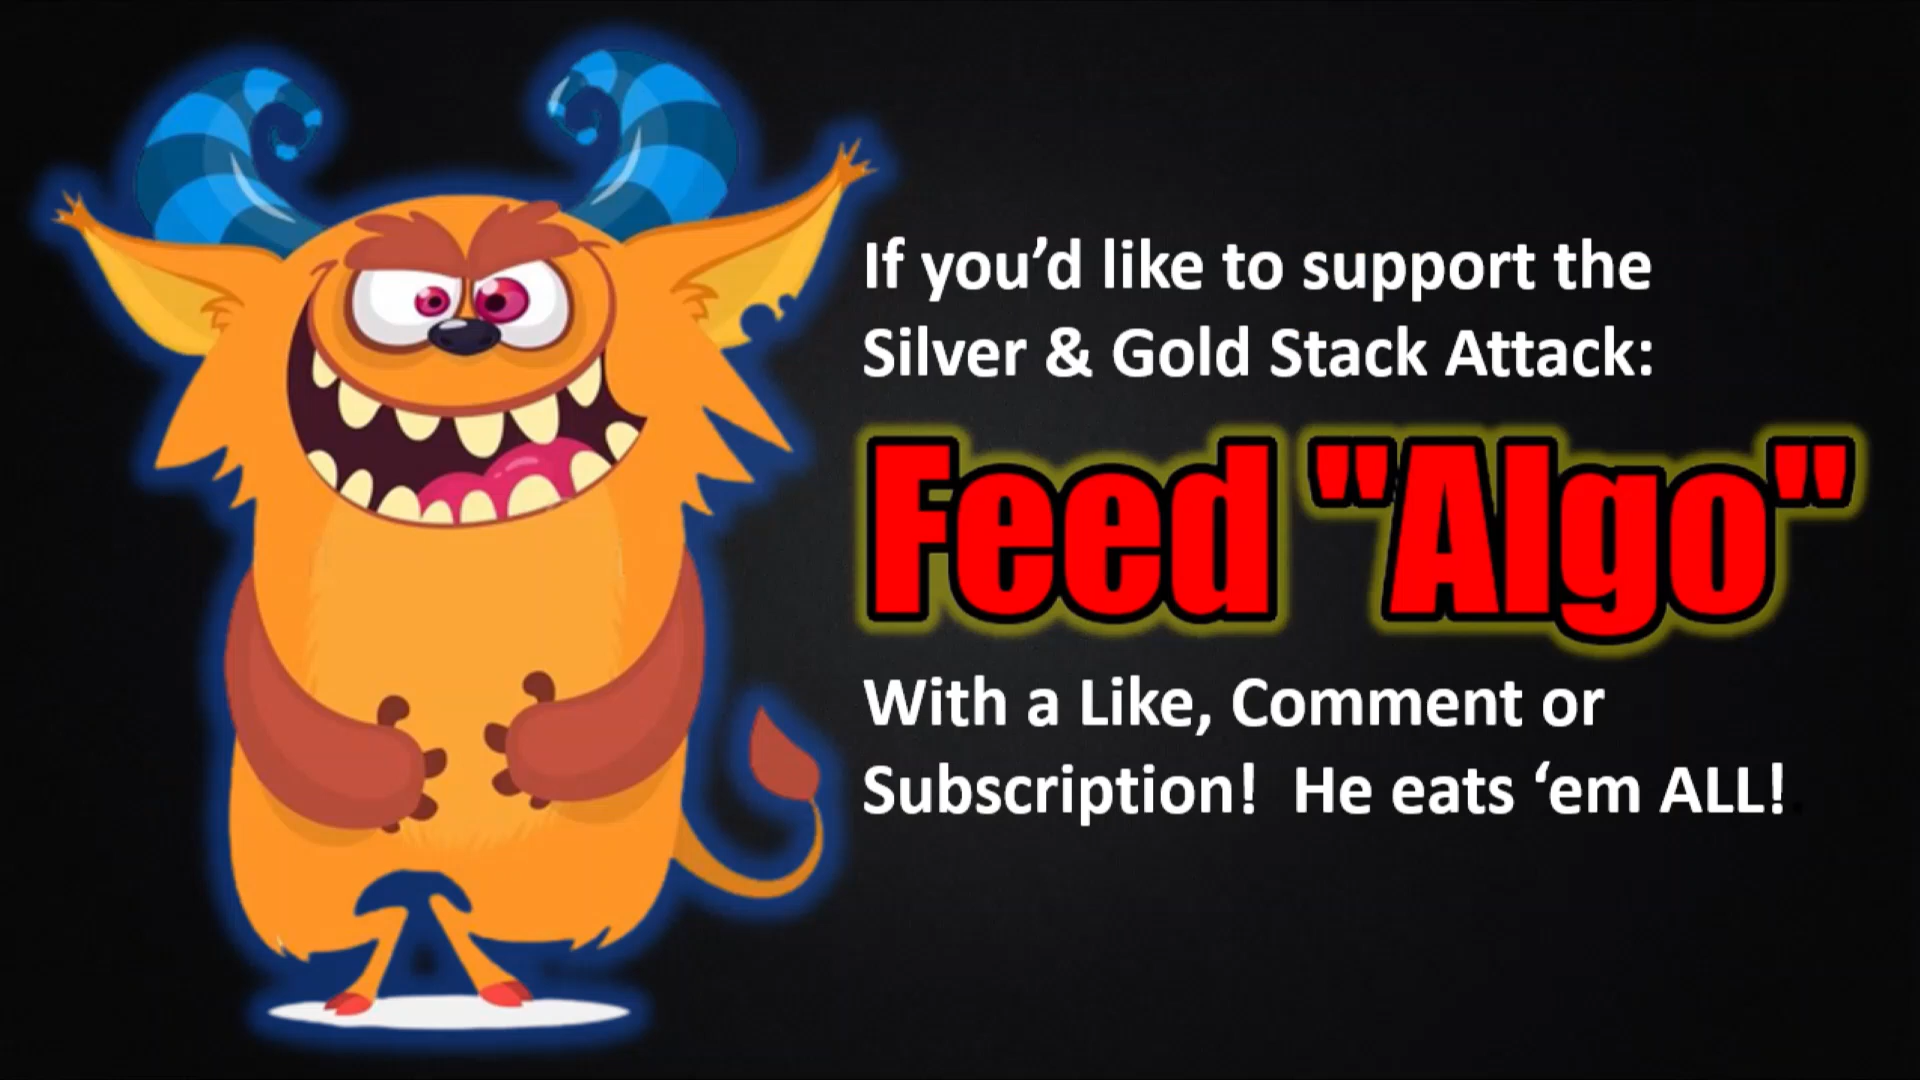 If you’d like to support the
Silver & Gold Stack Attack:
Feed "Algo"
With a Like, Comment or
Subscription!  He eats ‘em ALL!